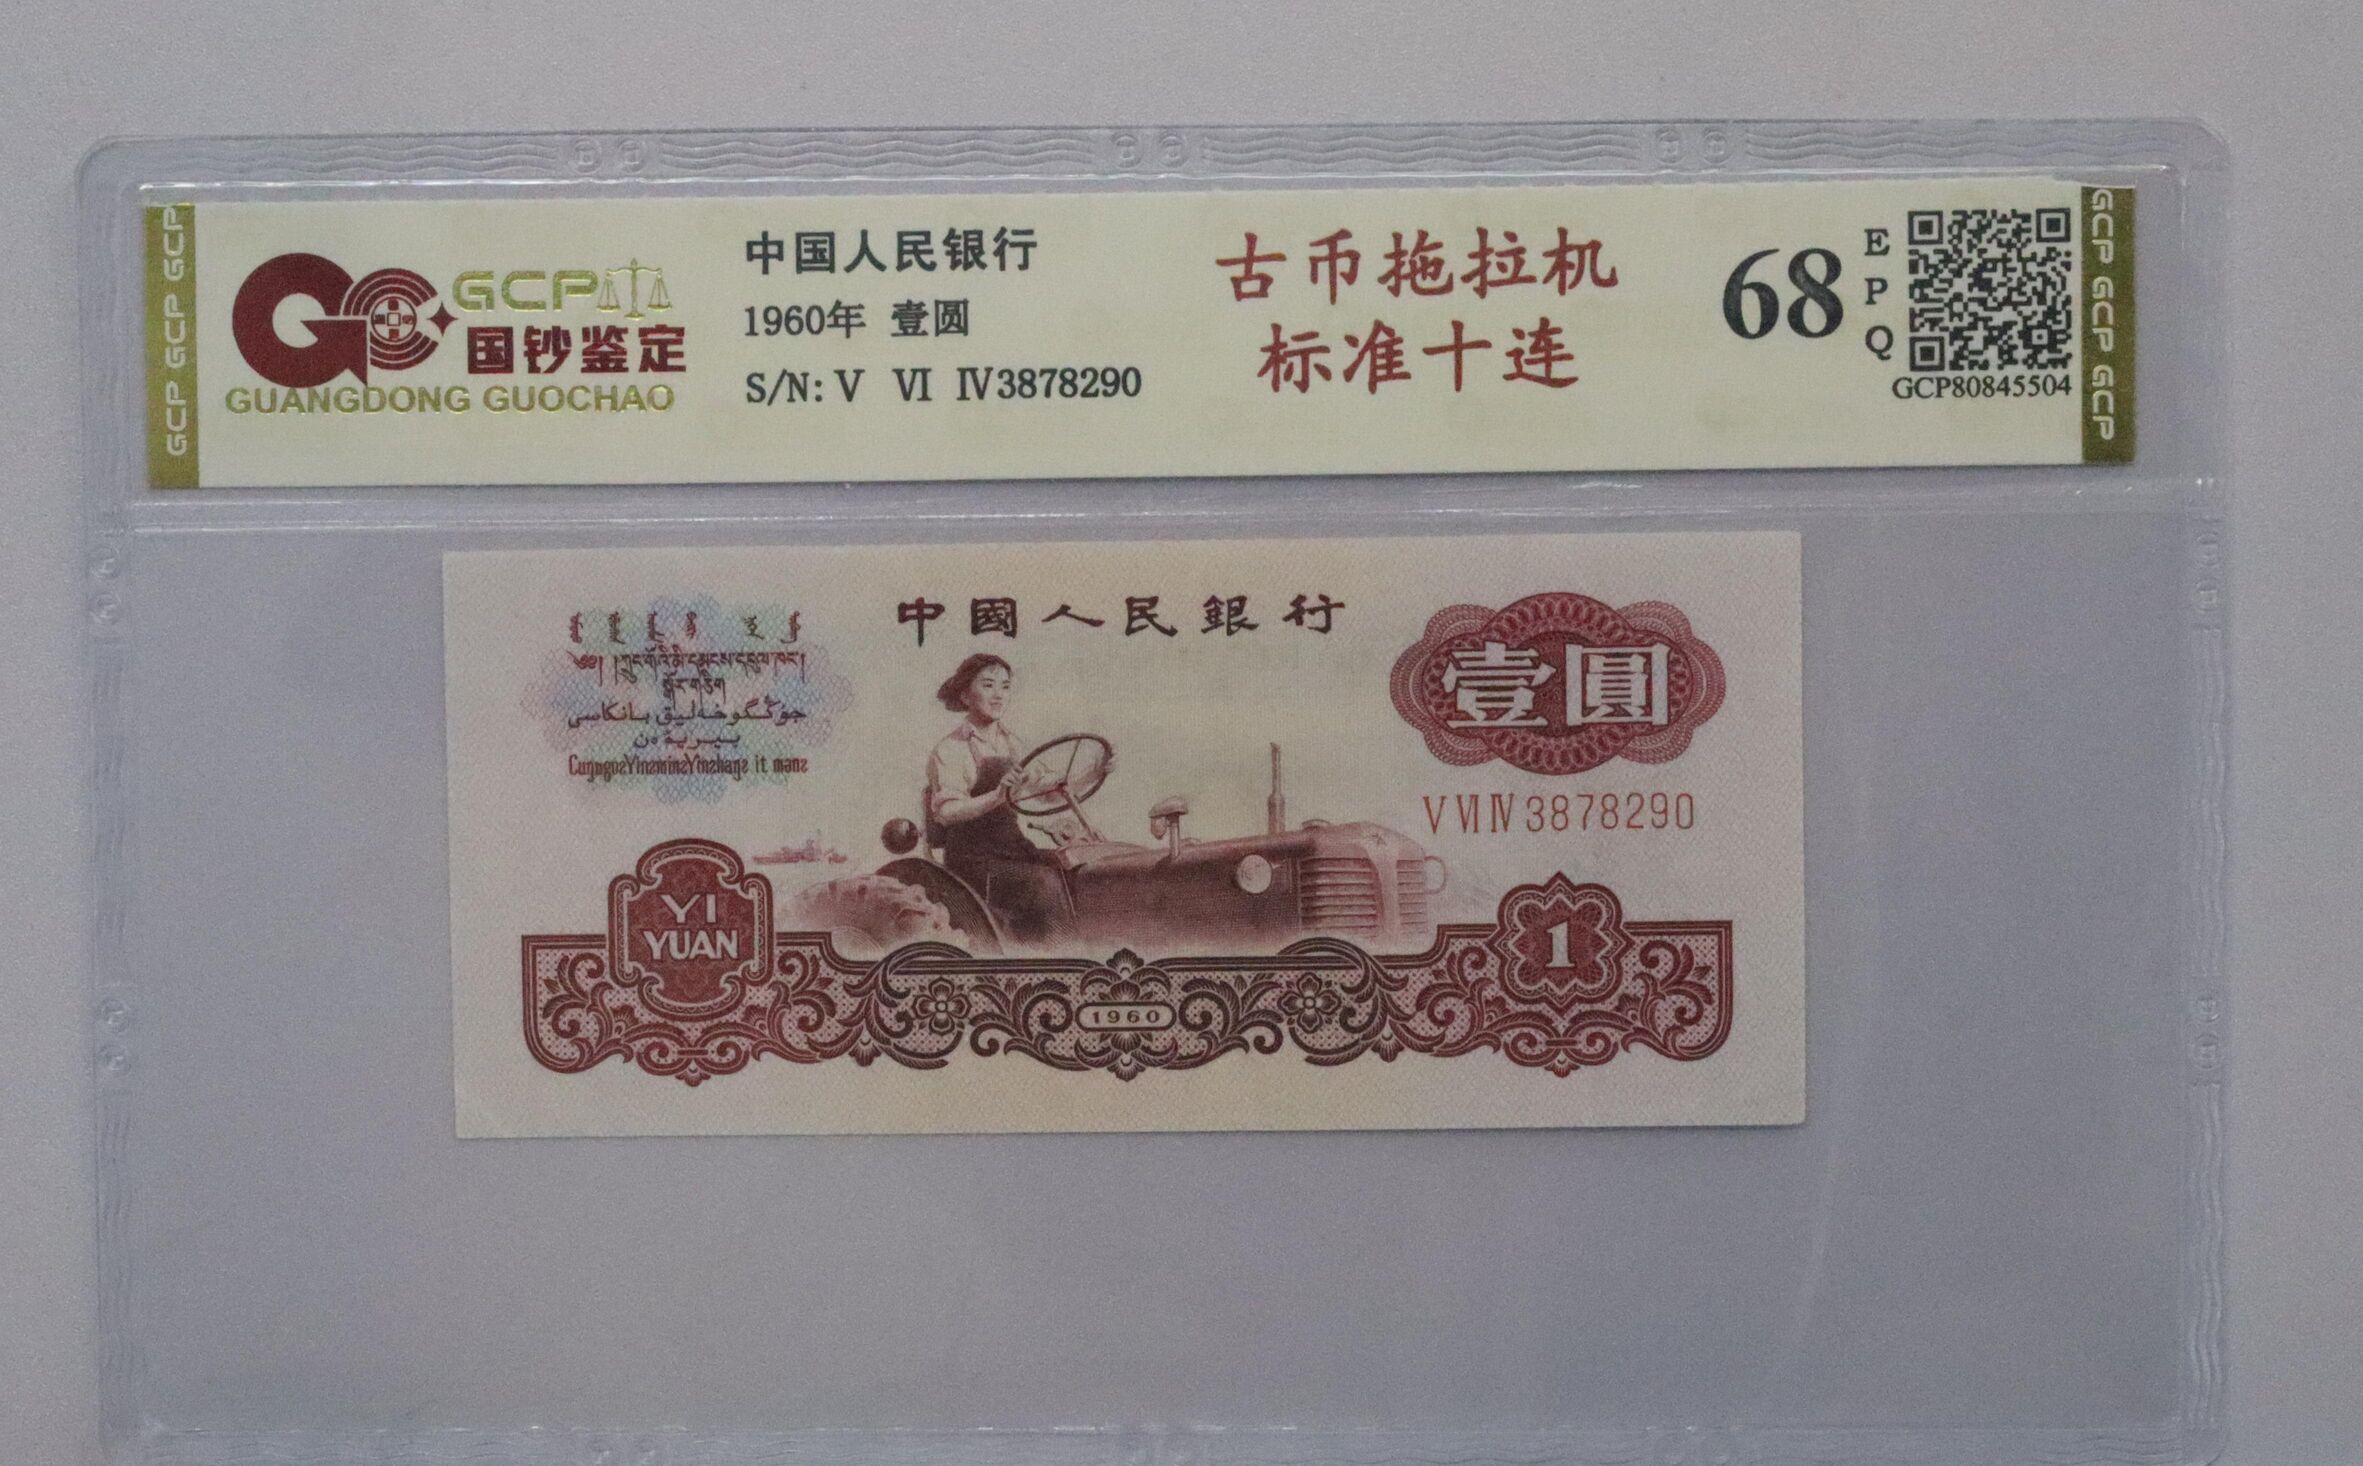 GCP
国钞鉴定
GUANGDONG GUOCHAO
中国人民银行
1960年 壹圆
S/N: V VI IV3878290
古币拖拉机
标准十连
68
EPQ
GCP80845504
GCP GCP GCP
GCP GCP GCP
中國人民銀行
壹圓
V VI IV 3878290
YI
YUAN
1960
1